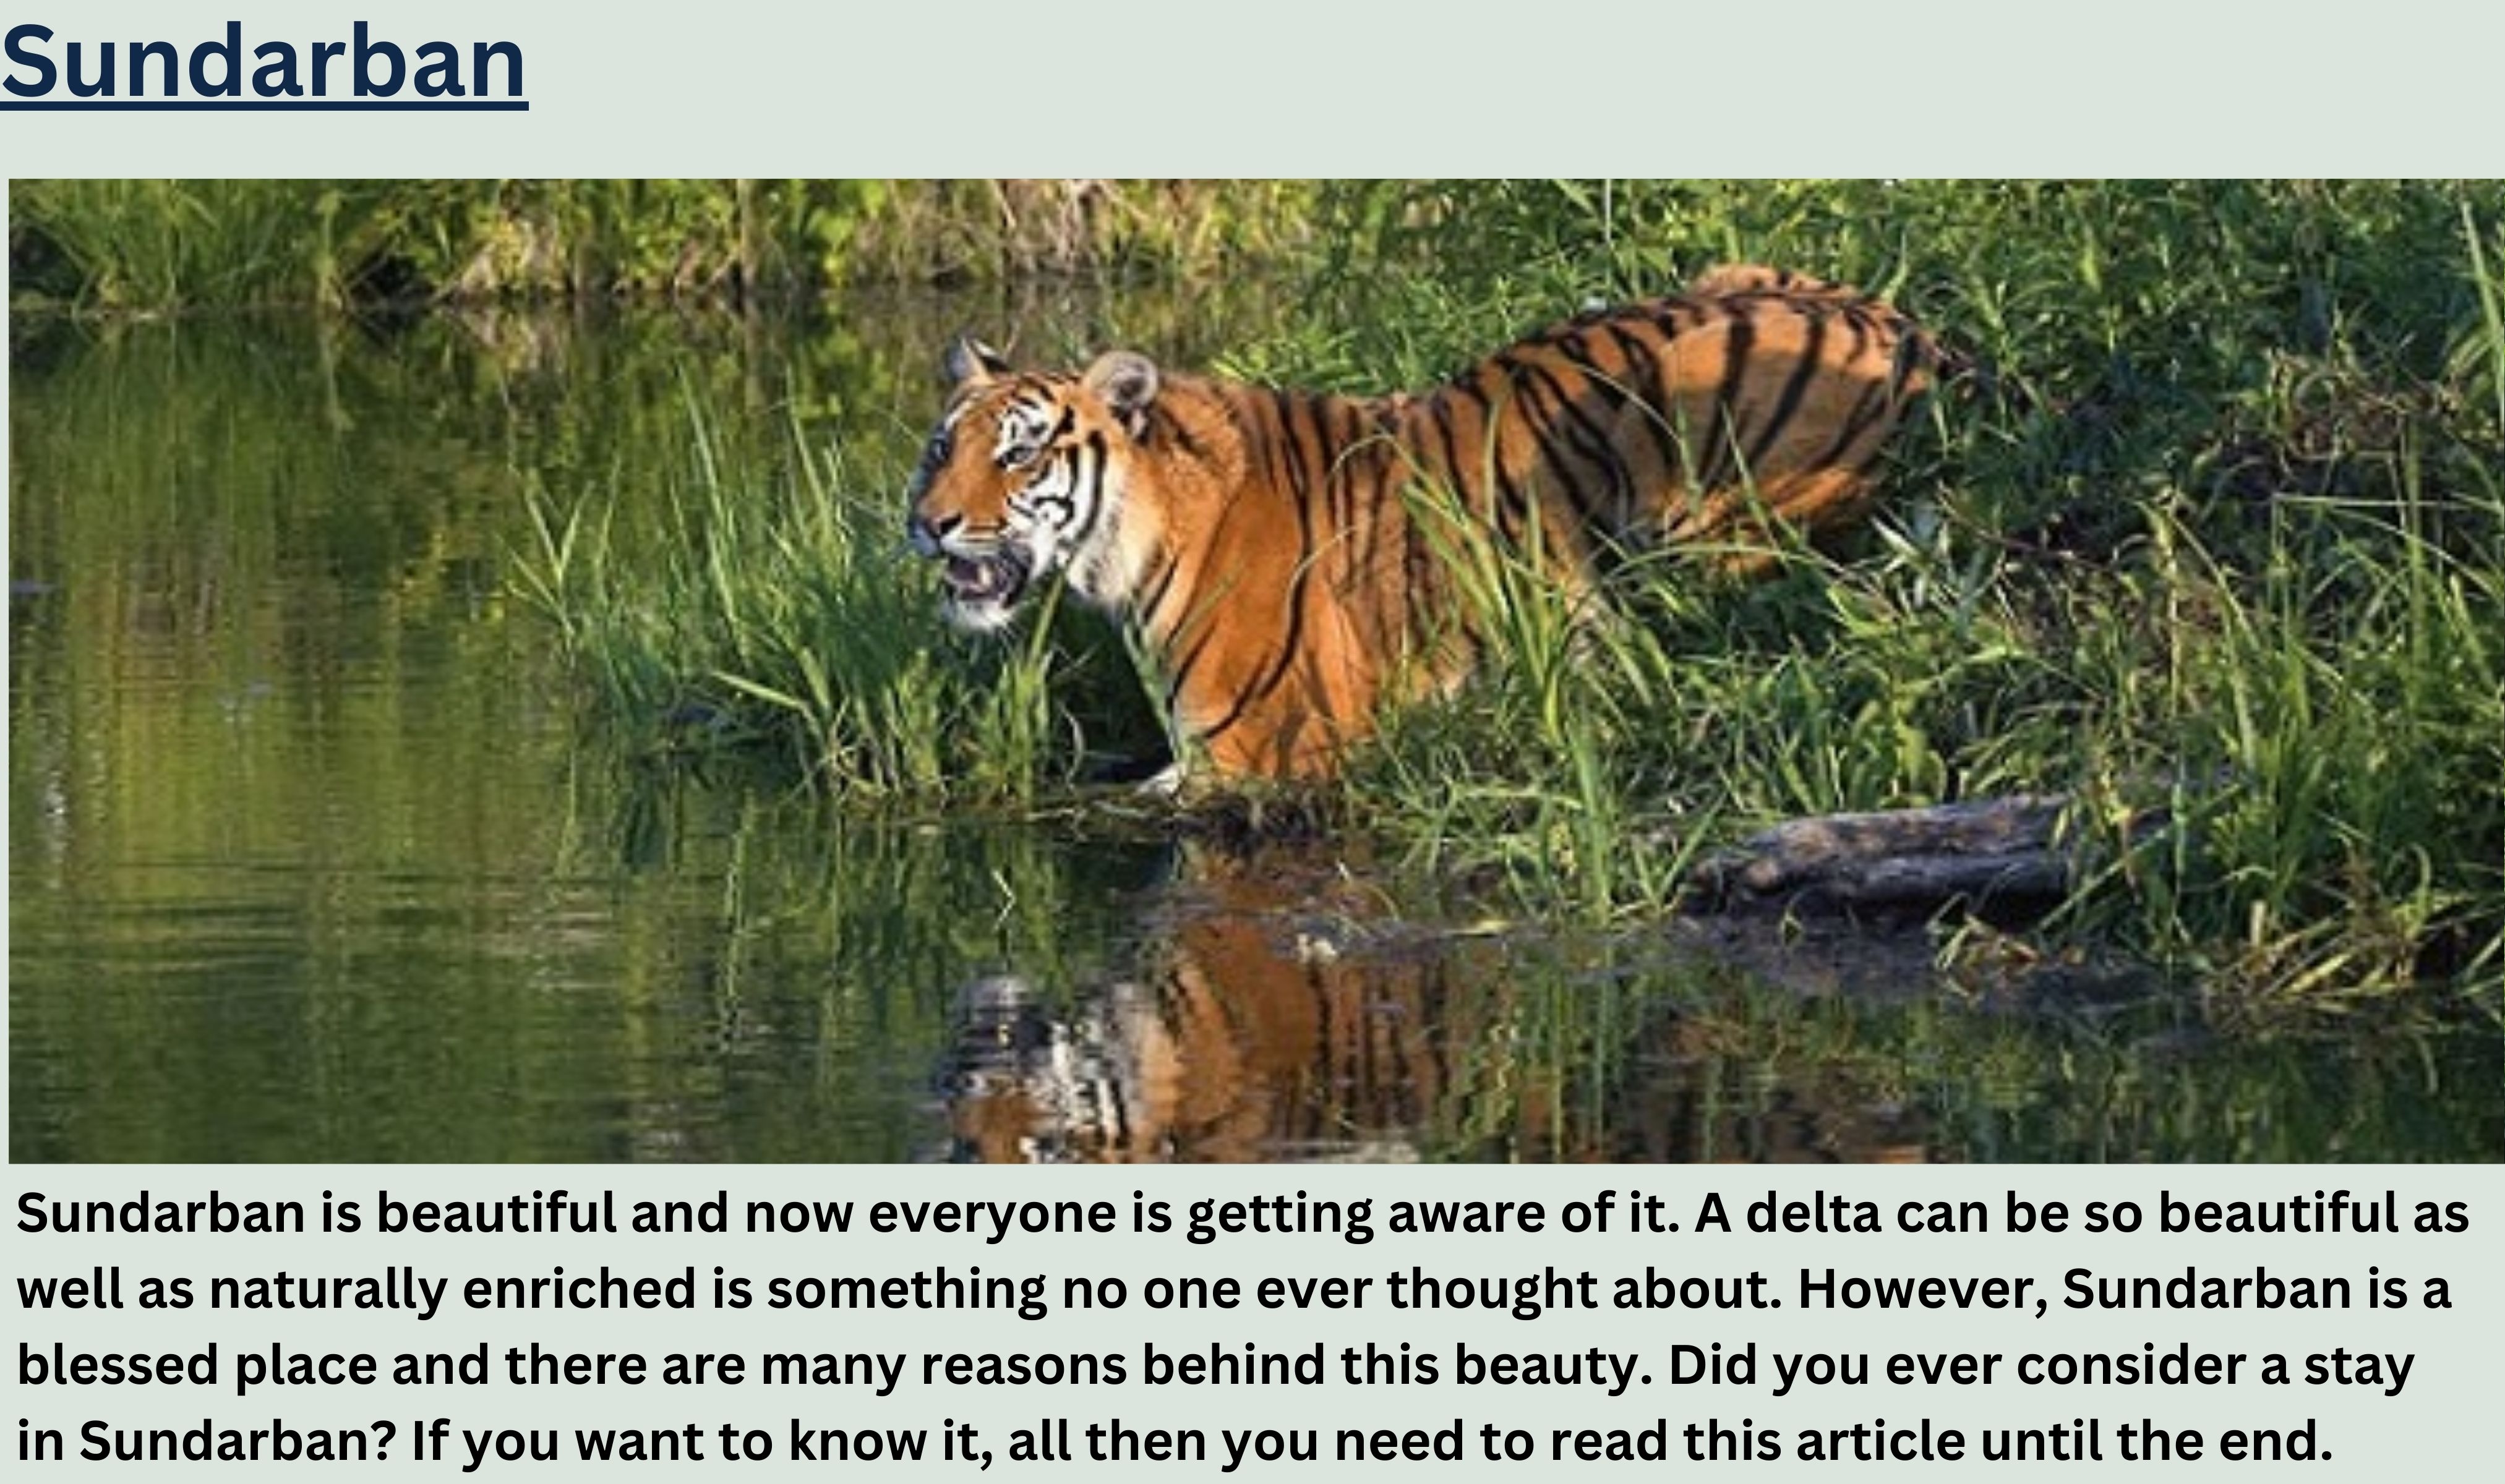 Sundarban
Sundarban is beautiful and now everyone is getting aware of it. A delta can be so beautiful as
well as naturally enriched is something no one ever thought about. However, Sundarban is a
blessed place and there are many reasons behind this beauty. Did you ever consider a stay
in Sundarban? If you want to know it, all then you need to read this article until the end.